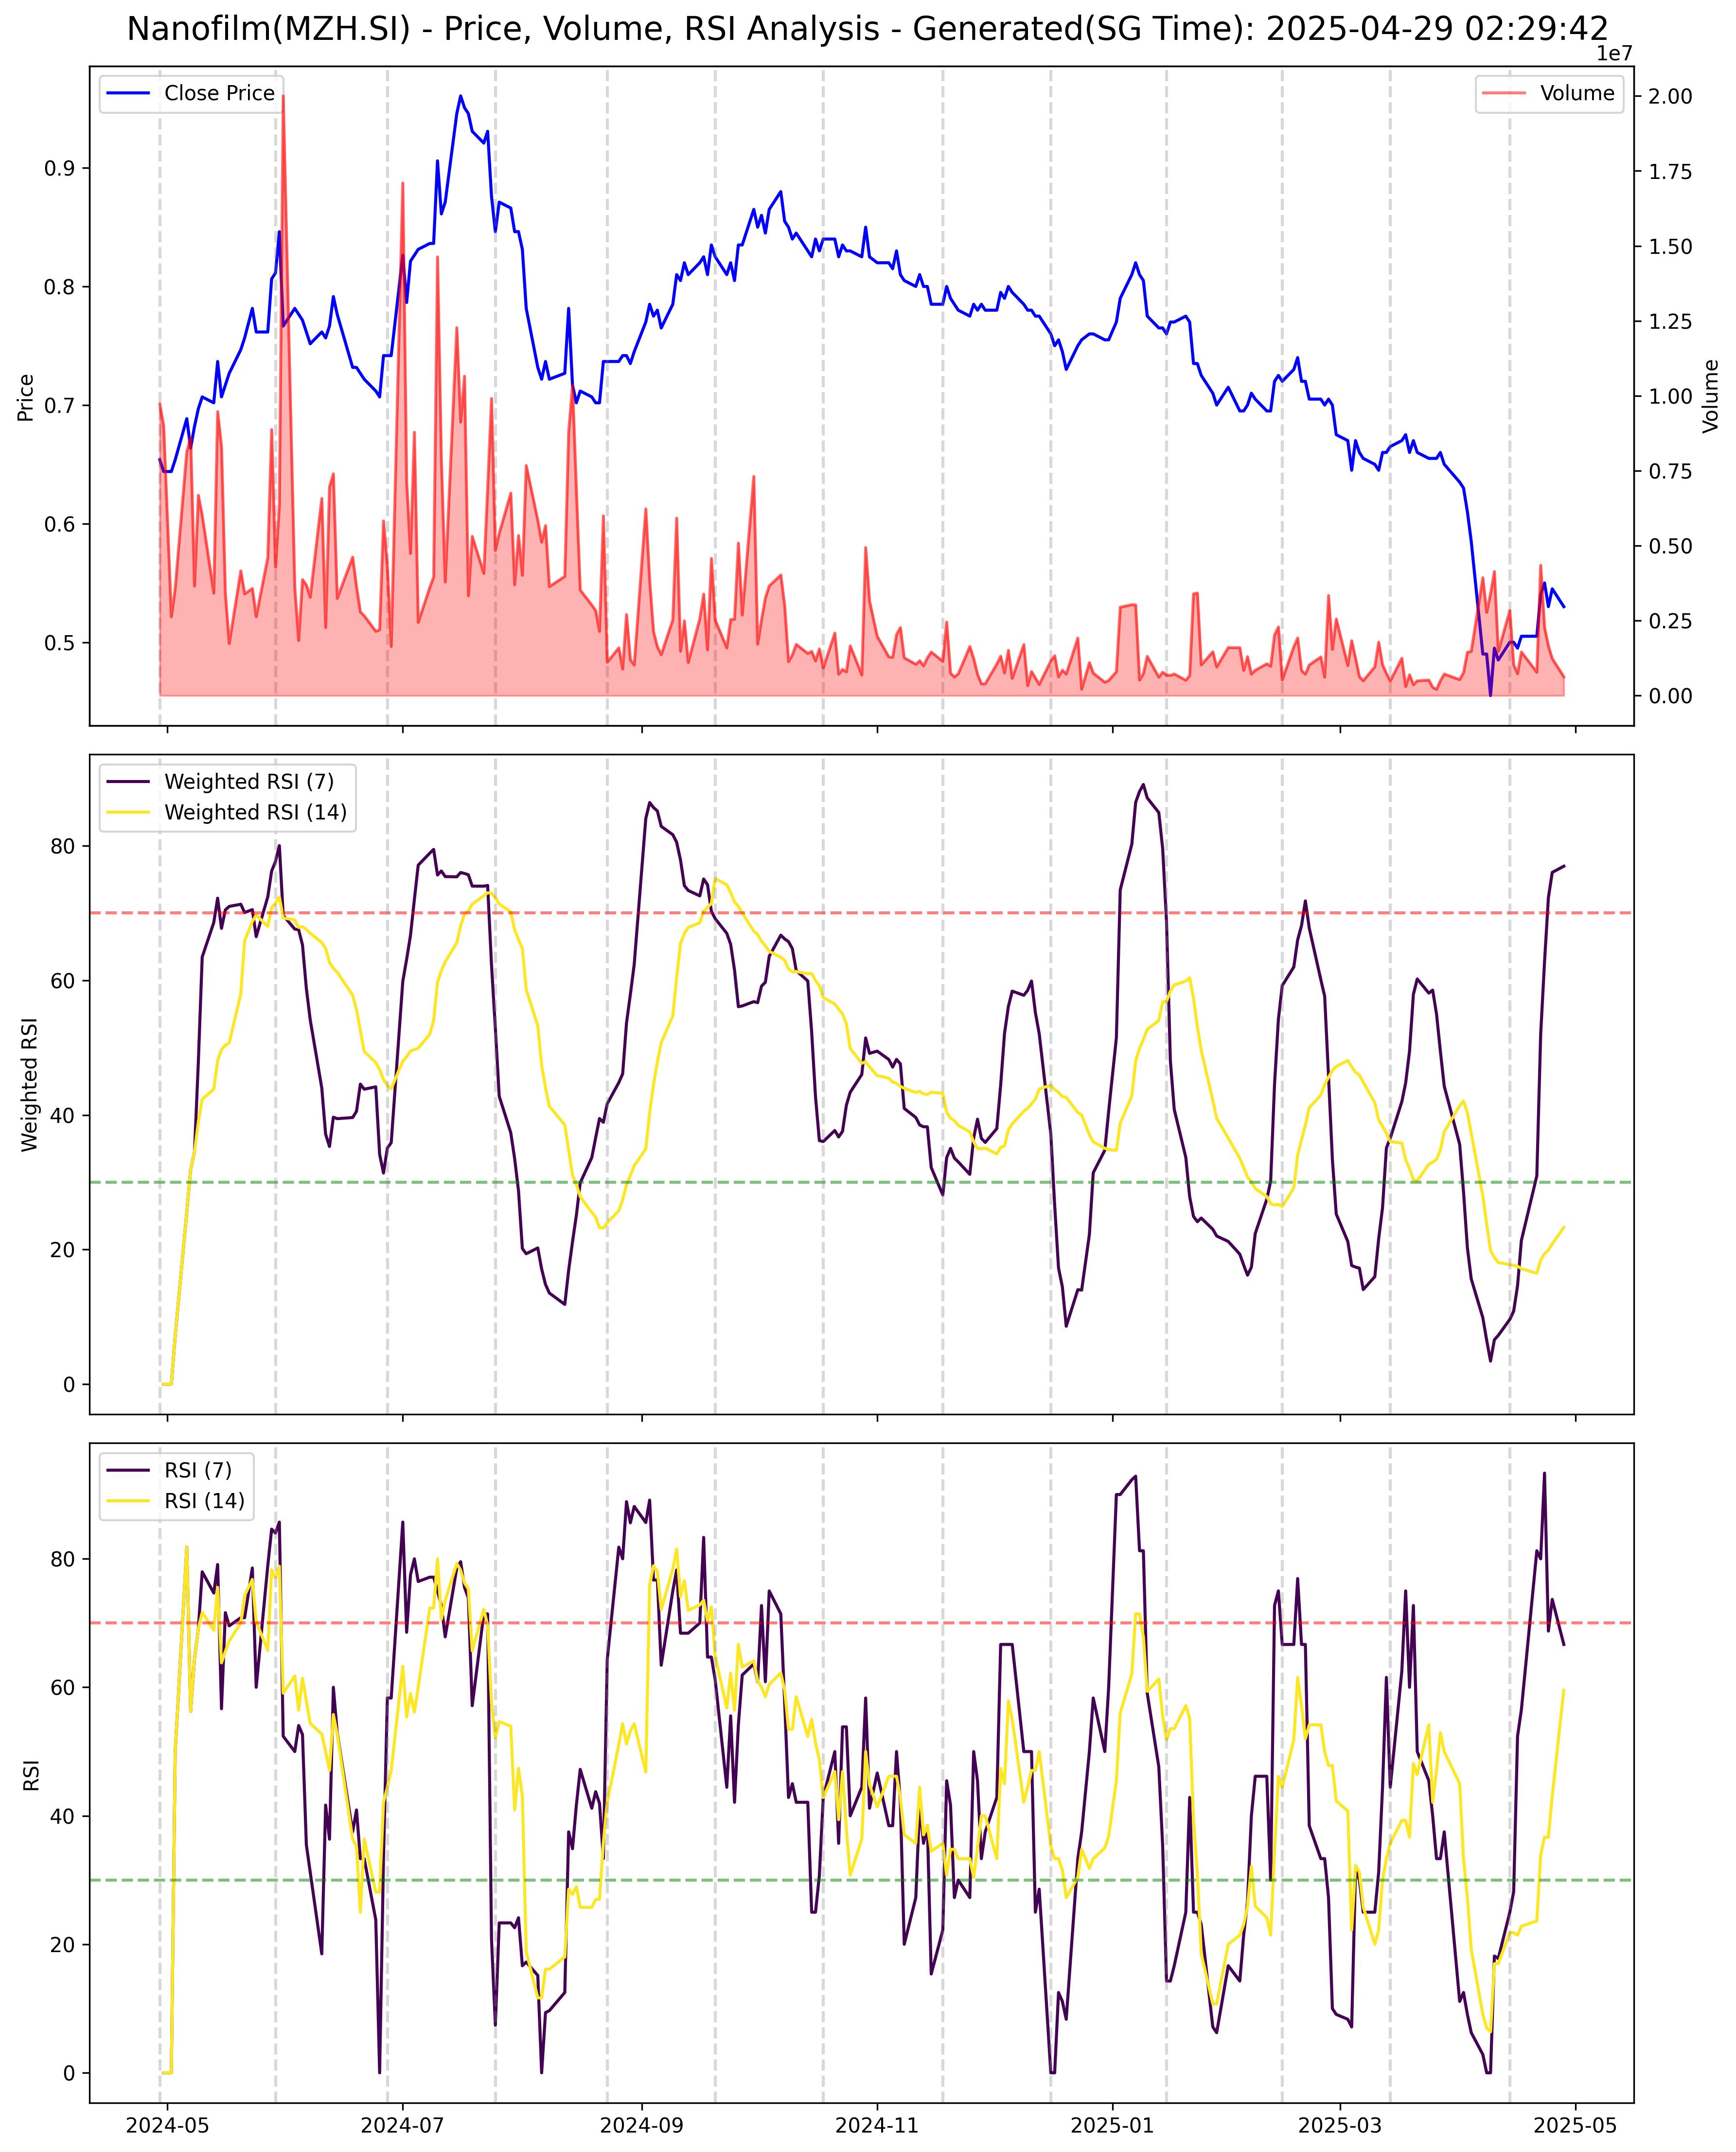 Nanofilm(MZH.SI) - Price, Volume, RSI Analysis - Generated(SG Time): 2025-04-29 02:29:42
1e7
Close Price
Volume
2.00
1.75
1.50
1.25
1.00
0.75
0.50
0.25
0.00
0.9
0.8
0.7
0.6
0.5
Price
Volume
Weighted RSI (7)
Weighted RSI (14)
80
60
40
20
0
Weighted RSI
RSI (7)
RSI (14)
80
60
40
20
0
RSI
2024-05
2024-07
2024-09
2024-11
2025-01
2025-03
2025-05